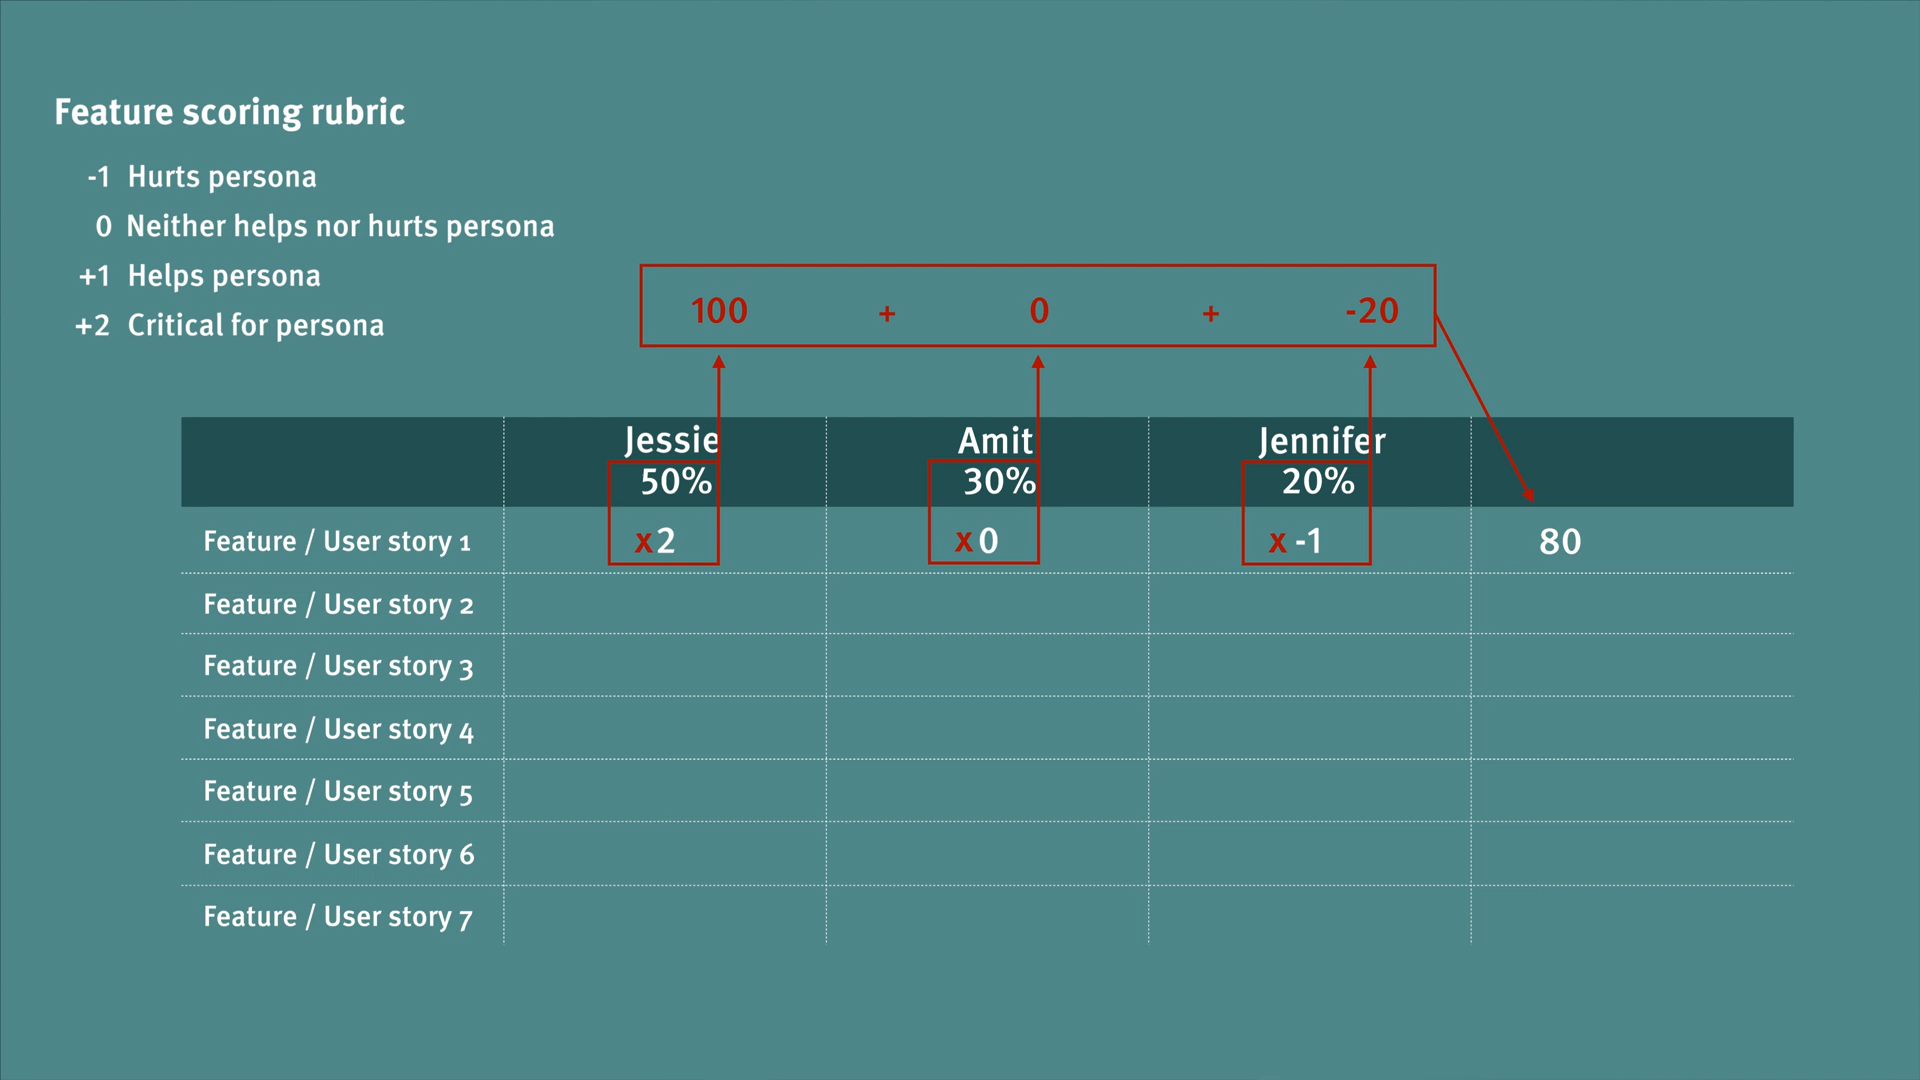 Feature scoring rubric
-1 Hurts persona
0 Neither helps nor hurts persona
+1 Helps persona
+2 Critical for persona
100 + 0 + -20
Jessie Amit Jennifer
50% 30% 20%
Feature / User story 1 x 2 x 0 x -1 80
Feature / User story 2
Feature / User story 3
Feature / User story 4
Feature / User story 5
Feature / User story 6
Feature / User story 7